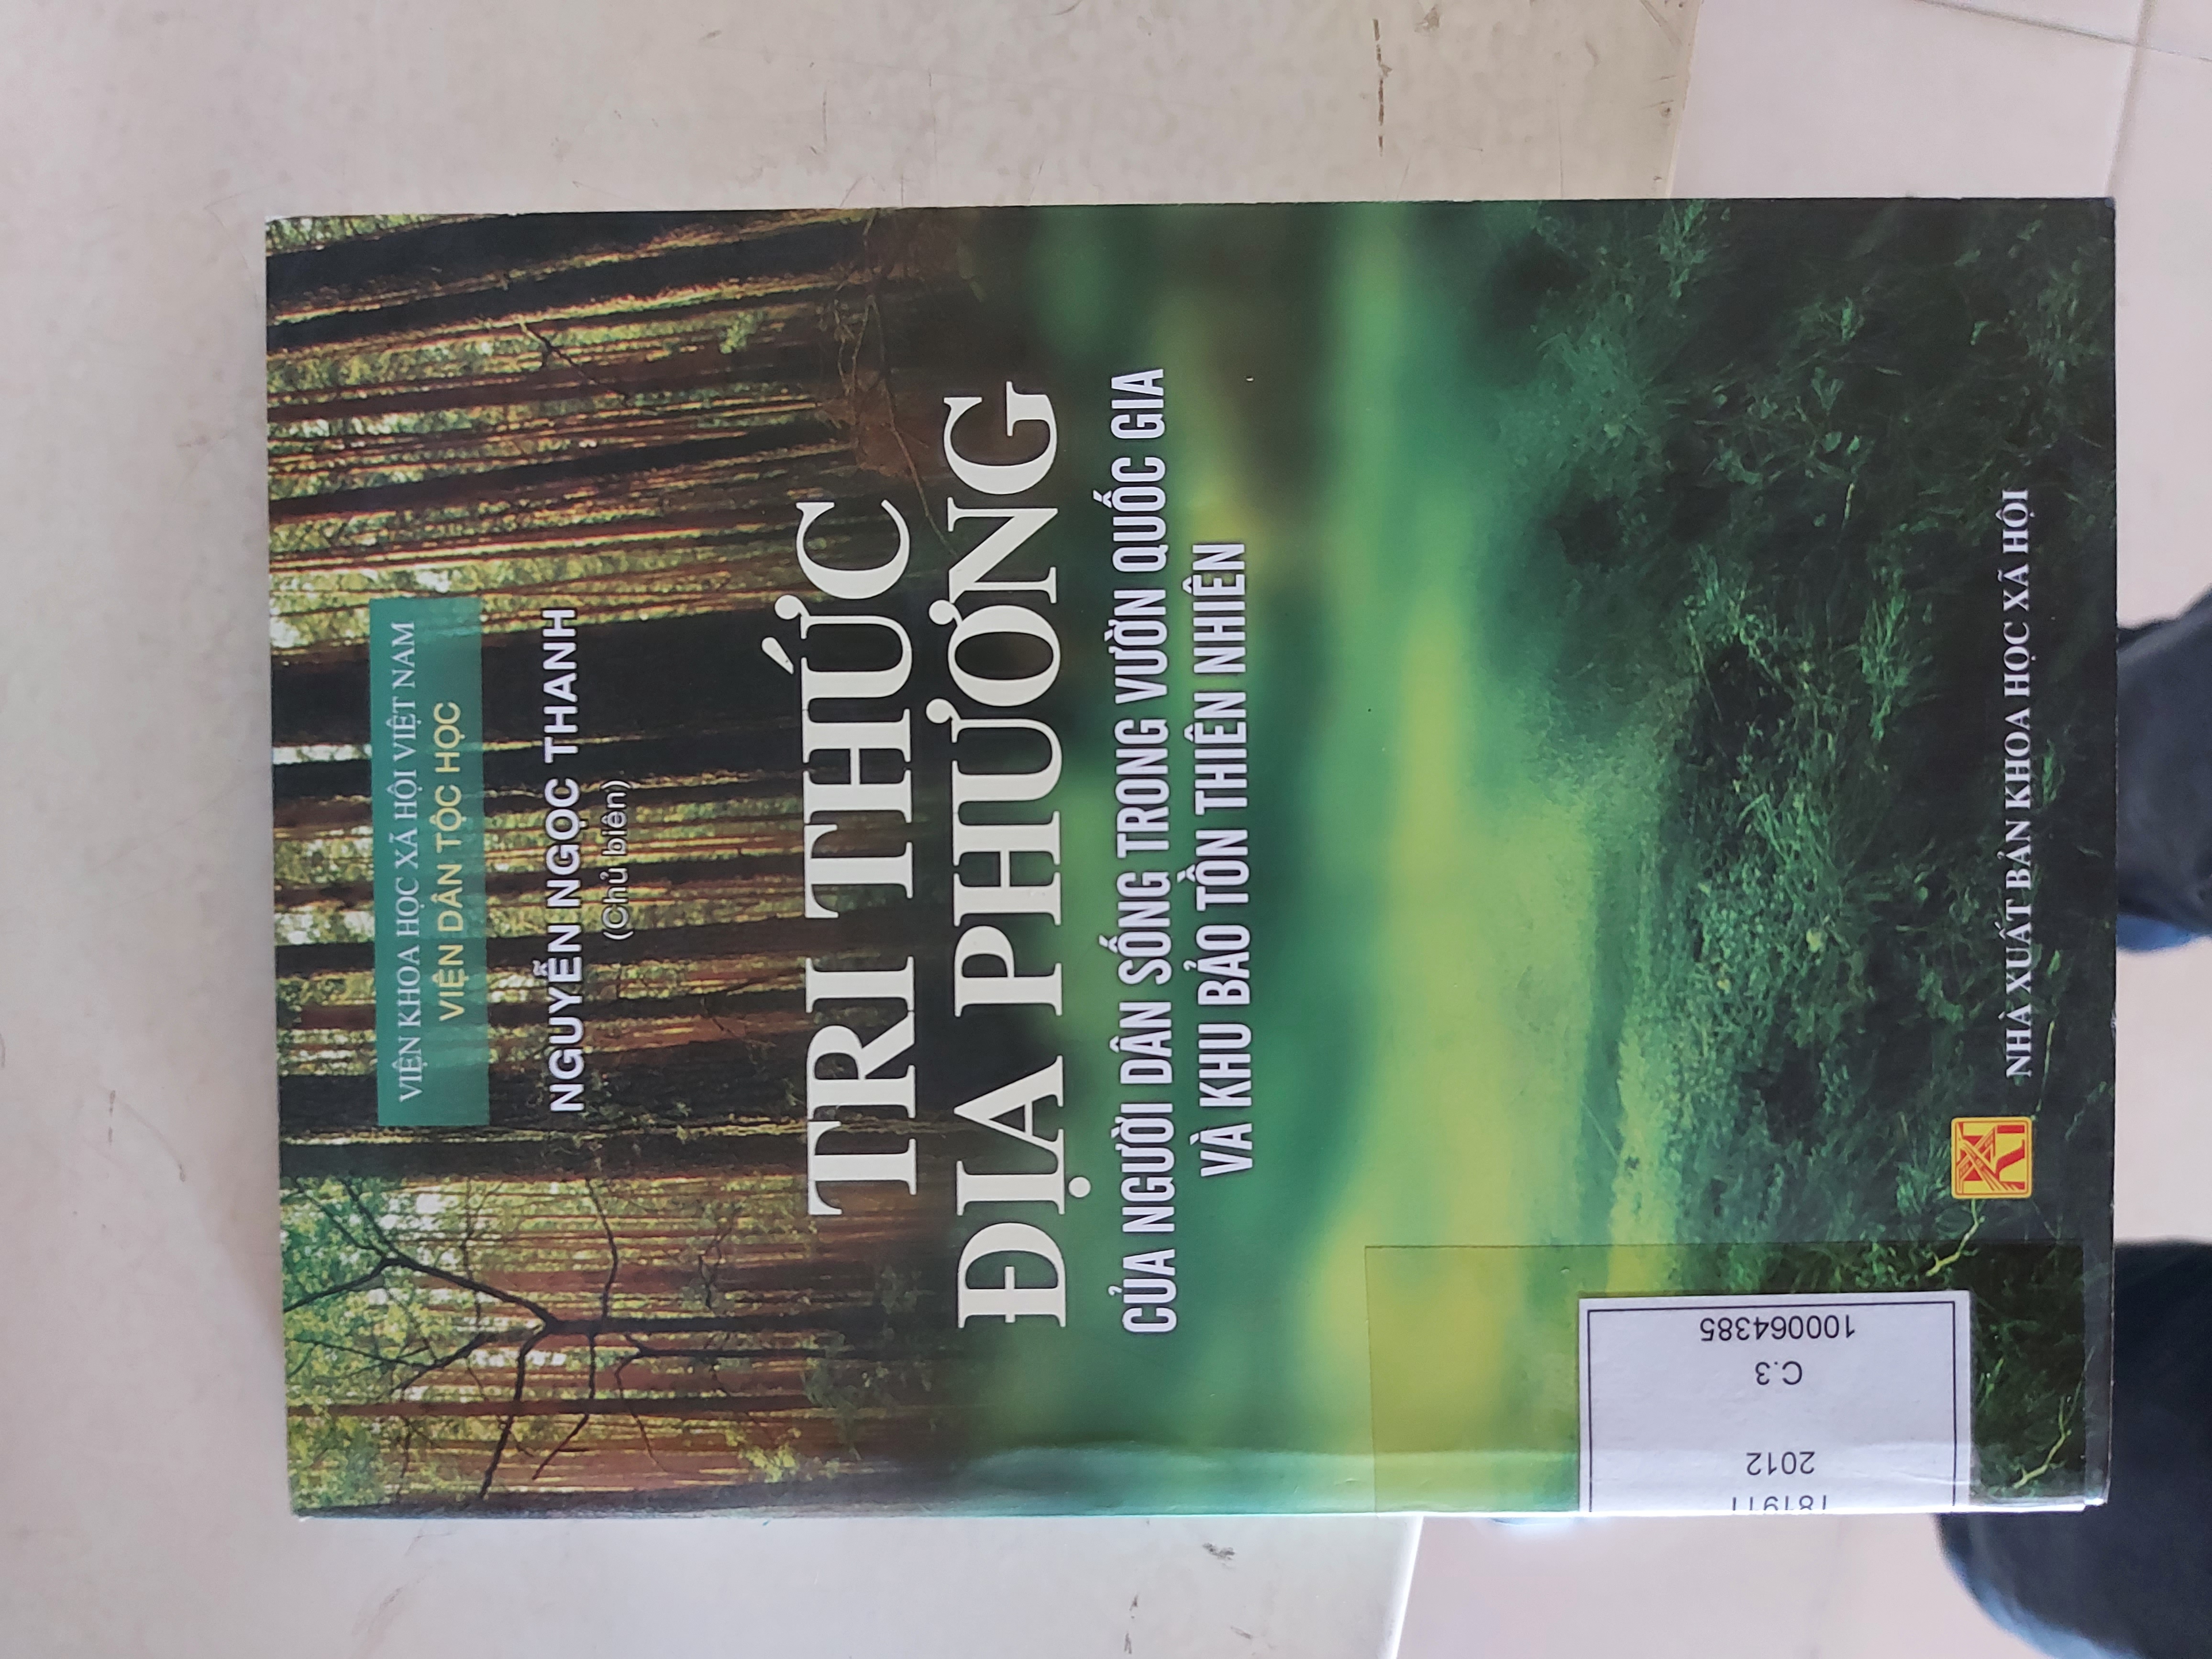 VIỆN KHOA HỌC XÃ HỘI VIỆT NAM
VIỆN DÂN TỘC HỌC
NGUYỄN NGỌC THANH
(Chủ biên)
TRI THỨC
ĐỊA PHƯƠNG
CỦA NGƯỜI DÂN SỐNG TRONG VƯỜN QUỐC GIA
VÀ KHU BẢO TỒN THIÊN NHIÊN
2012
C.3
100064385
NHÀ XUẤT BẢN KHOA HỌC XÃ HỘI